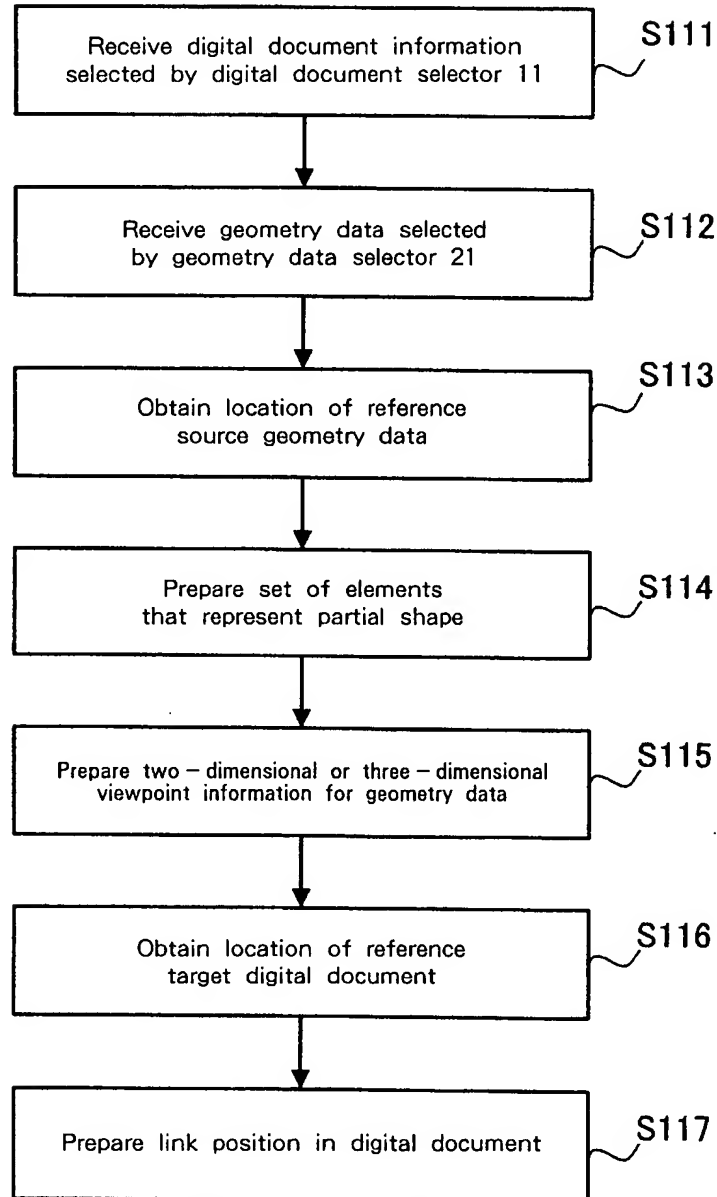 Receive digital document information
selected by digital document selector 11
S111
Receive geometry data selected
by geometry data selector 21
S112
Obtain location of reference
source geometry data
S113
Prepare set of elements
that represent partial shape
S114
Prepare two-dimensional or three-dimensional
viewpoint information for geometry data
S115
Obtain location of reference
target digital document
S116
Prepare link position in digital document
S117